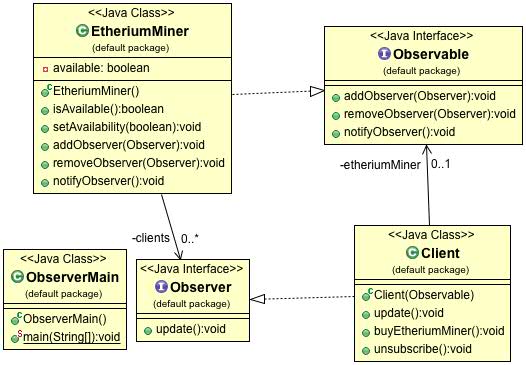 <<Java Class>>
C EtheriumMiner
(default package)
available: boolean
C EtheriumMiner()
isAvailable():boolean
setAvailability(boolean):void
addObserver(Observer):void
removeObserver(Observer):void
notifyObserver():void
<<Java Interface>>
I Observable
(default package)
addObserver(Observer):void
removeObserver(Observer):void
notifyObserver():void
-etheriumMiner 0..1
-clients 0..*
<<Java Class>>
C ObserverMain
(default package)
C ObserverMain()
S main(String[]):void
<<Java Interface>>
I Observer
(default package)
update():void
<<Java Class>>
C Client
(default package)
C Client(Observable)
update():void
buyEtheriumMiner():void
unsubscribe():void